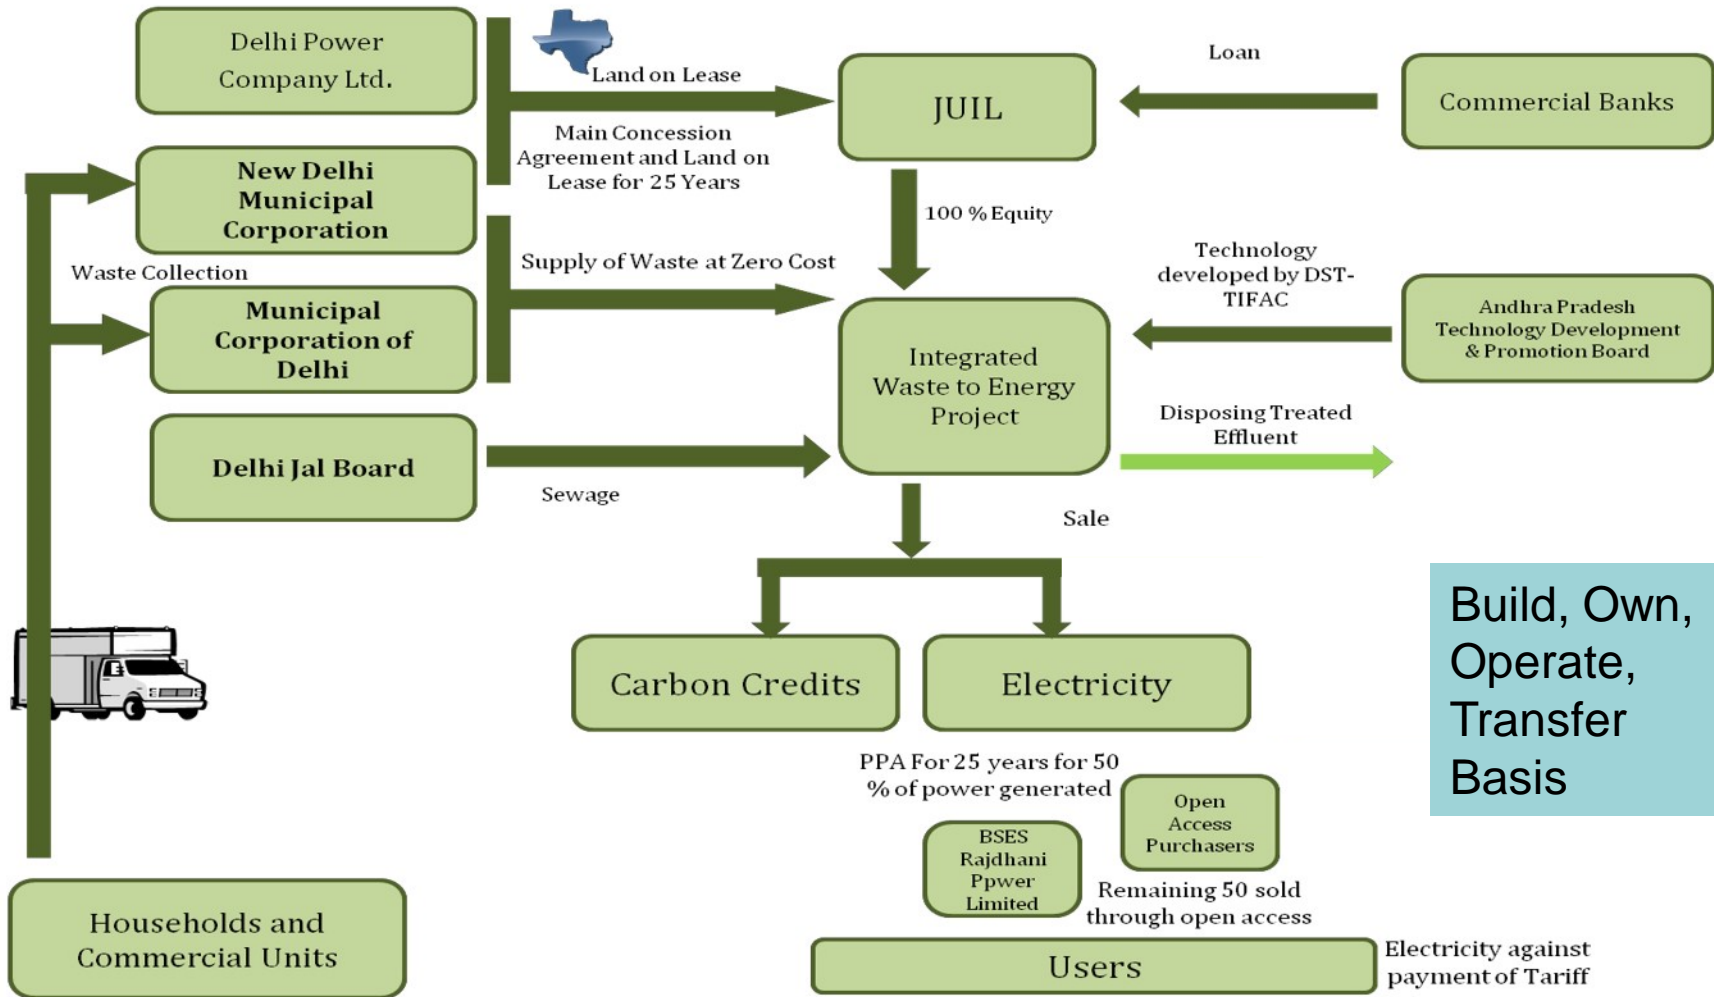 Delhi Power
Company Ltd.
Land on Lease
Main Concession
Agreement and Land on
Lease for 25 Years
JUIL
Loan
Commercial Banks
New Delhi
Municipal
Corporation
100 % Equity
Waste Collection
Supply of Waste at Zero Cost
Technology
developed by DST-
TIFAC
Municipal
Corporation of
Delhi
Integrated
Waste to Energy
Project
Andhra Pradesh
Technology Development
& Promotion Board
Disposing Treated
Effluent
Delhi Jal Board
Sewage
Sale
Carbon Credits
Electricity
Build, Own,
Operate,
Transfer
Basis
PPA For 25 years for 50
% of power generated
BSES
Rajdhani
Ppwer
Limited
Open
Access
Purchasers
Remaining 50 sold
through open access
Households and
Commercial Units
Users
Electricity against
payment of Tariff